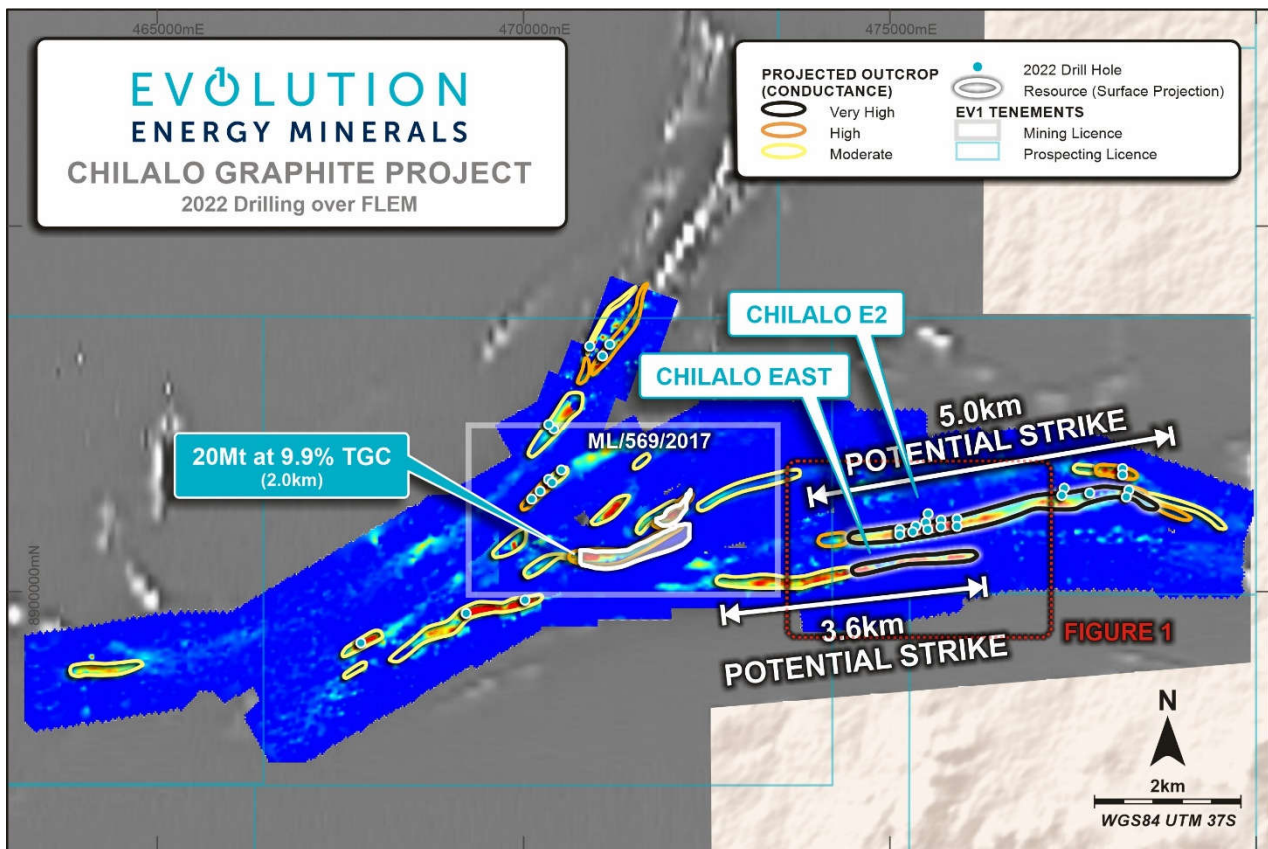 465000mE
470000mE
475000mE
EVOLUTION
ENERGY MINERALS
CHILALO GRAPHITE PROJECT
2022 Drilling over FLEM
PROJECTED OUTCROP
(CONDUCTANCE)
Very High
High
Moderate
2022 Drill Hole
Resource (Surface Projection)
EV1 TENEMENTS
Mining Licence
Prospecting Licence
CHILALO E2
CHILALO EAST
5.0km
POTENTIAL STRIKE
ML/569/2017
20Mt at 9.9% TGC
(2.0km)
8900000mN
3.6km
POTENTIAL STRIKE
FIGURE 1
N
2km
WGS84 UTM 37S